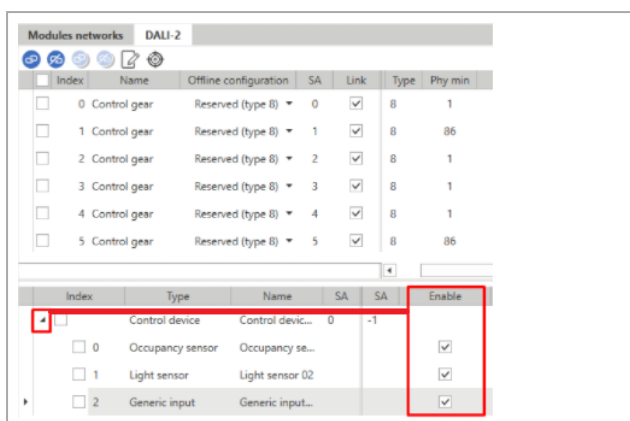 Modules networks DALI-2
Index Name Offline configuration SA Link Type Phy min
0 Control gear Reserved (type 8) 0 8 1
1 Control gear Reserved (type 8) 1 8 86
2 Control gear Reserved (type 8) 2 8 1
3 Control gear Reserved (type 8) 3 8 1
4 Control gear Reserved (type 8) 4 8 1
5 Control gear Reserved (type 8) 5 8 86
Index Type Name SA SA Enable
Control device Control devic... 0 -1
0 Occupancy sensor Occupancy se...
1 Light sensor Light sensor 02
2 Generic input Generic input...